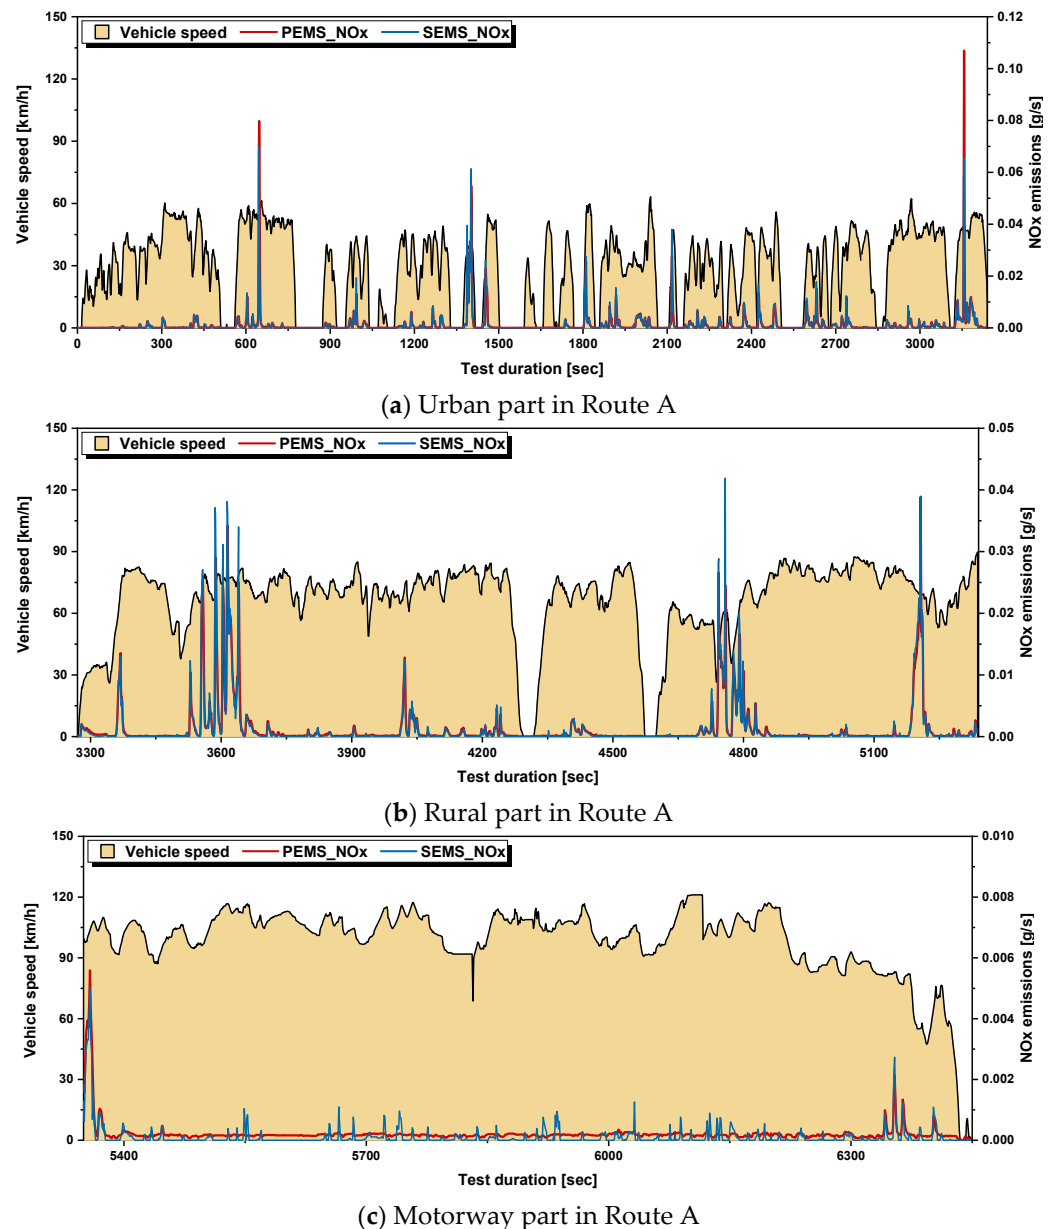 150
0.12
Vehicle speed PEMS_NOx SEMS_NOx
120
0.10
90
0.08
0.06
60
0.04
30
0.02
0
0.00
Vehicle speed [km/h]
NOx emissions [g/s]
0 300 600 900 1200 1500 1800 2100 2400 2700 3000
Test duration [sec]
(a) Urban part in Route A
150
0.05
Vehicle speed PEMS_NOx SEMS_NOx
120
0.04
90
0.03
60
0.02
30
0.01
0
0.00
Vehicle speed [km/h]
NOx emissions [g/s]
3300 3600 3900 4200 4500 4800 5100
Test duration [sec]
(b) Rural part in Route A
150
0.010
Vehicle speed PEMS_NOx SEMS_NOx
120
0.008
90
0.006
60
0.004
30
0.002
0
0.000
Vehicle speed [km/h]
NOx emissions [g/s]
5400 5700 6000 6300
Test duration [sec]
(c) Motorway part in Route A